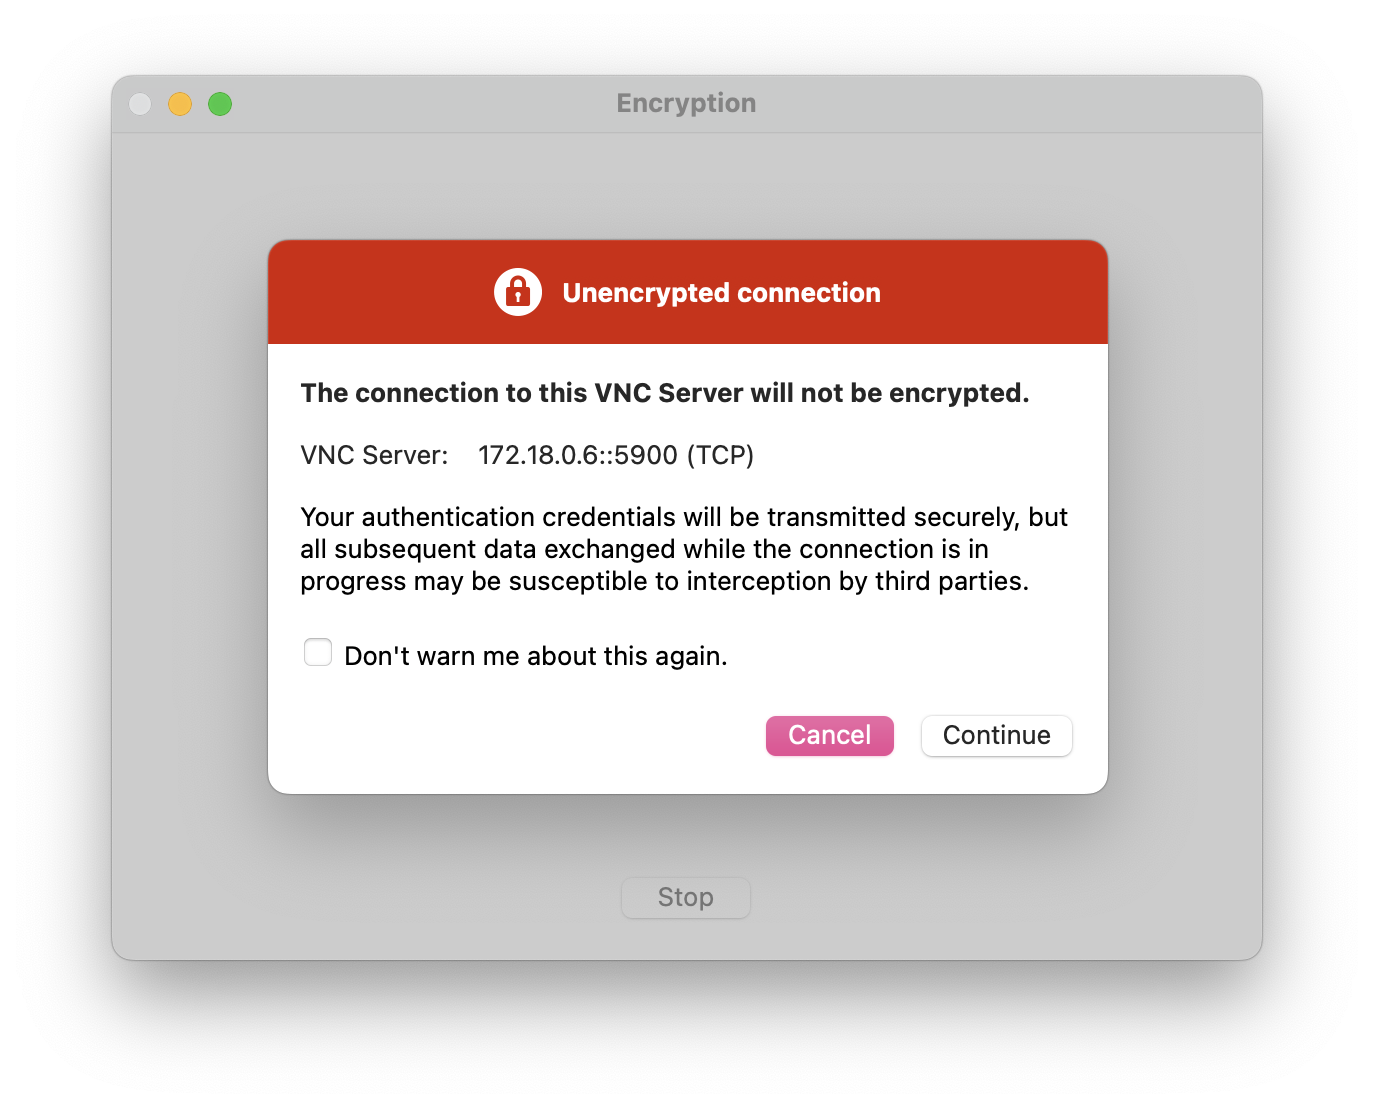 Encryption
Unencrypted connection
The connection to this VNC Server will not be encrypted.
VNC Server: 172.18.0.6::5900 (TCP)
Your authentication credentials will be transmitted securely, but
all subsequent data exchanged while the connection is in
progress may be susceptible to interception by third parties.
Don't warn me about this again.
Cancel Continue
Stop